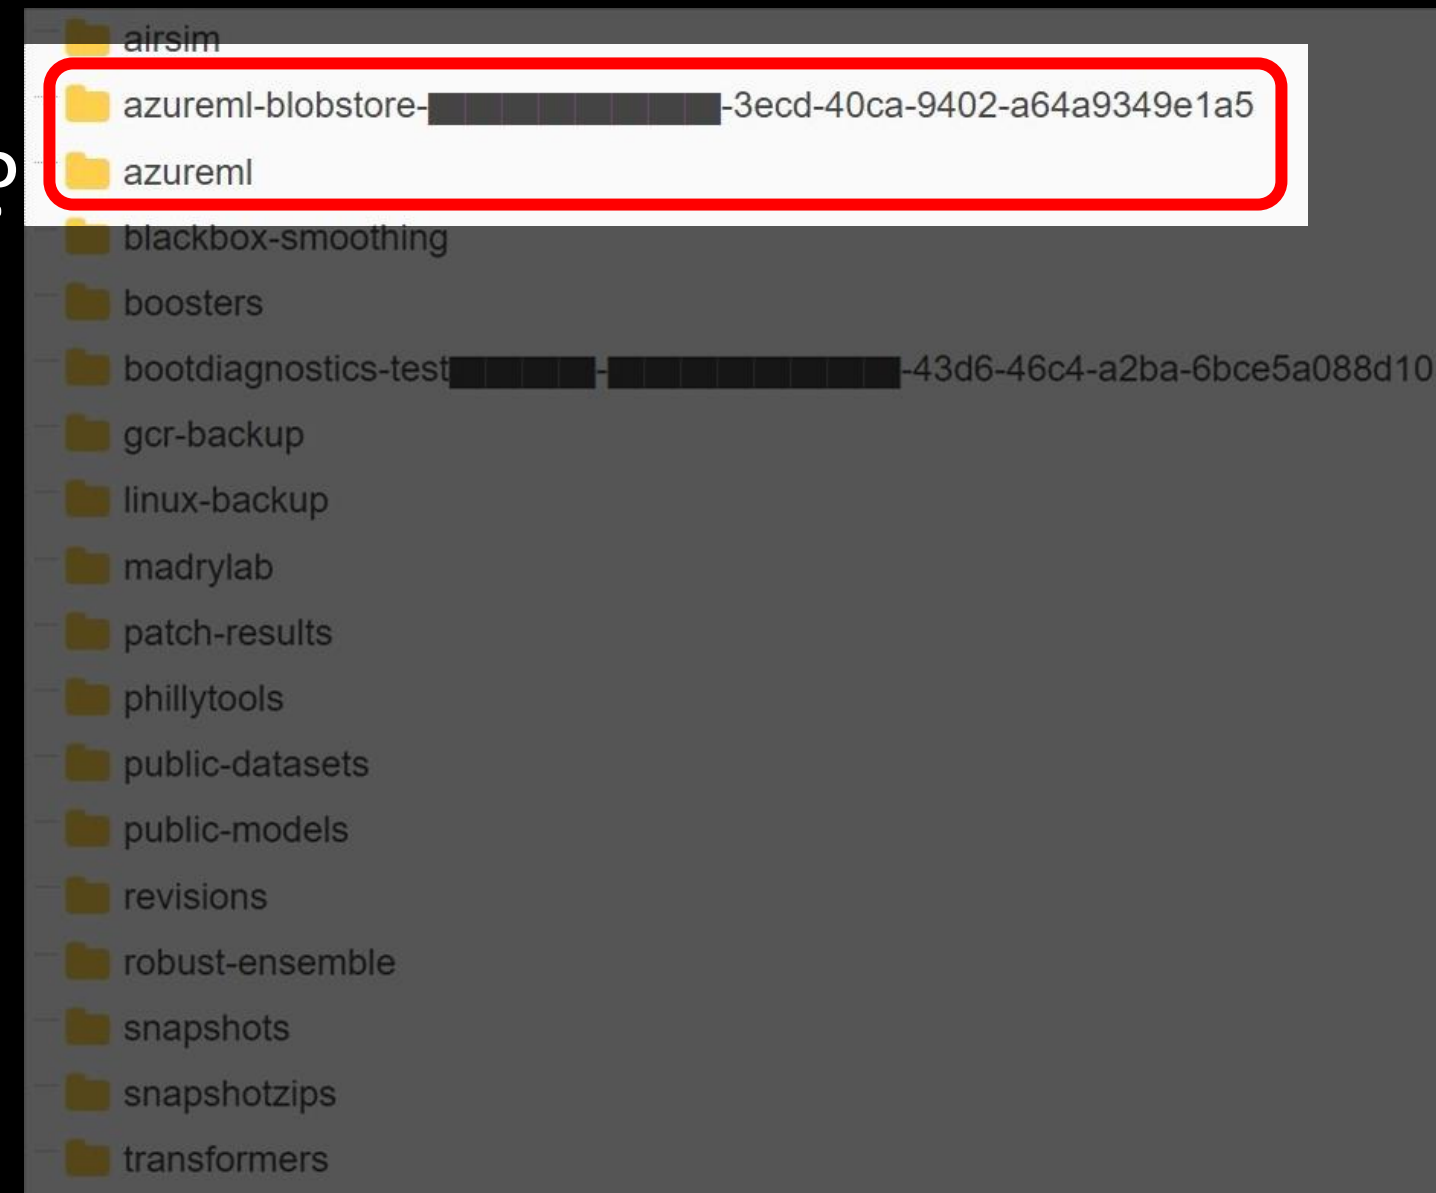 airsim
azureml-blobstore- -3ecd-40ca-9402-a64a9349e1a5
azureml
blackbox-smoothing
boosters
bootdiagnostics-test - -43d6-46c4-a2ba-6bce5a088d10
gcr-backup
linux-backup
madrylab
patch-results
phillytools
public-datasets
public-models
revisions
robust-ensemble
snapshots
snapshotzips
transformers